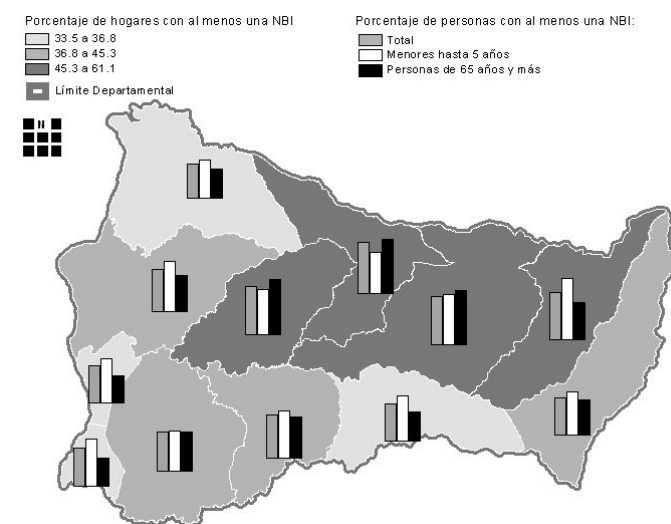 Porcentaje de hogares con al menos una NBI
33.5 a 36.8
36.8 a 45.3
45.3 a 61.1
Límite Departamental
Porcentaje de personas con al menos una NBI:
Total
Menores hasta 5 años
Personas de 65 años y más